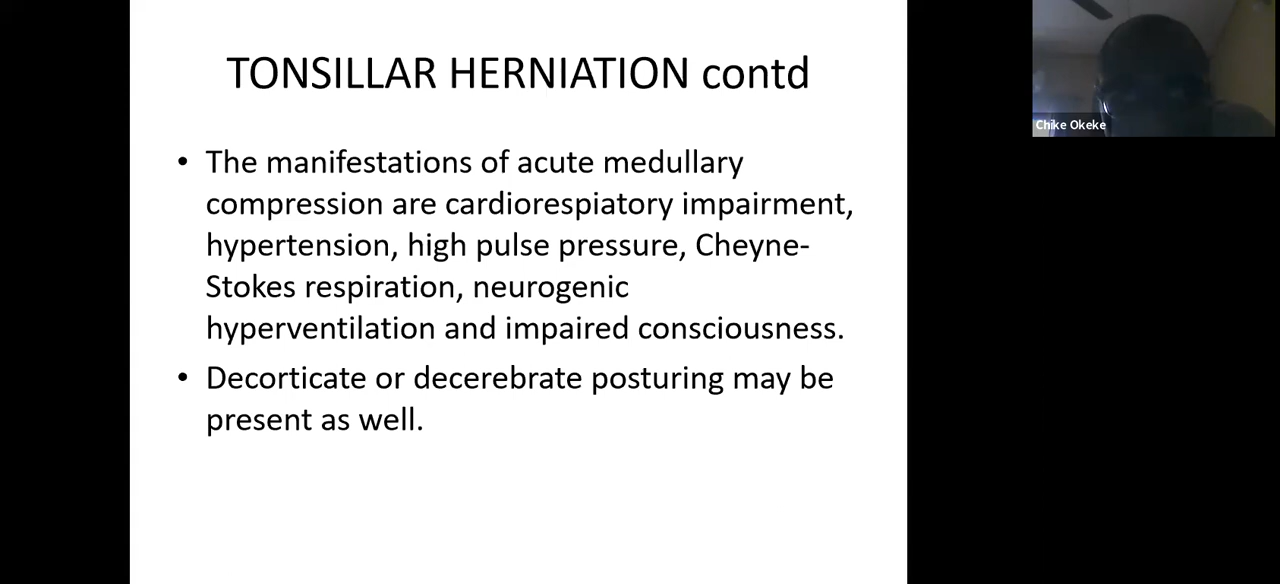 TONSILLAR HERNIATION contd
• The manifestations of acute medullary
compression are cardiorespiatory impairment,
hypertension, high pulse pressure, Cheyne-
Stokes respiration, neurogenic
hyperventilation and impaired consciousness.
• Decorticate or decerebrate posturing may be
present as well.
Chike Okeke